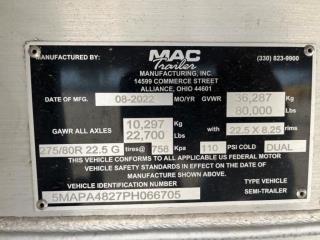 MANUFACTURED BY: MAC Trailer (330) 823-9900
MANUFACTURING, INC.
14599 COMMERCE STREET
ALLIANCE, OHIO 44601
DATE OF MFG. 08-2022 MO/YR GVWR 36,287 Kg
80,000 Lbs
GAWR ALL AXLES 10,297 Kg
22,700 Lbs with 22.5 X 8.25 rims
275/80R 22.5 G tires@ 758 Kpa 110 PSI COLD DUAL
THIS VEHICLE CONFORMS TO ALL APPLICABLE US FEDERAL MOTOR
VEHICLE SAFETY STANDARDS IN EFFECT ON THE DATE OF
MANUFACTURE SHOWN ABOVE.
VEHICLE IDENTIFICATION NUMBER TYPE VEHICLE
5MAPA4827PH066705 SEMI-TRAILER